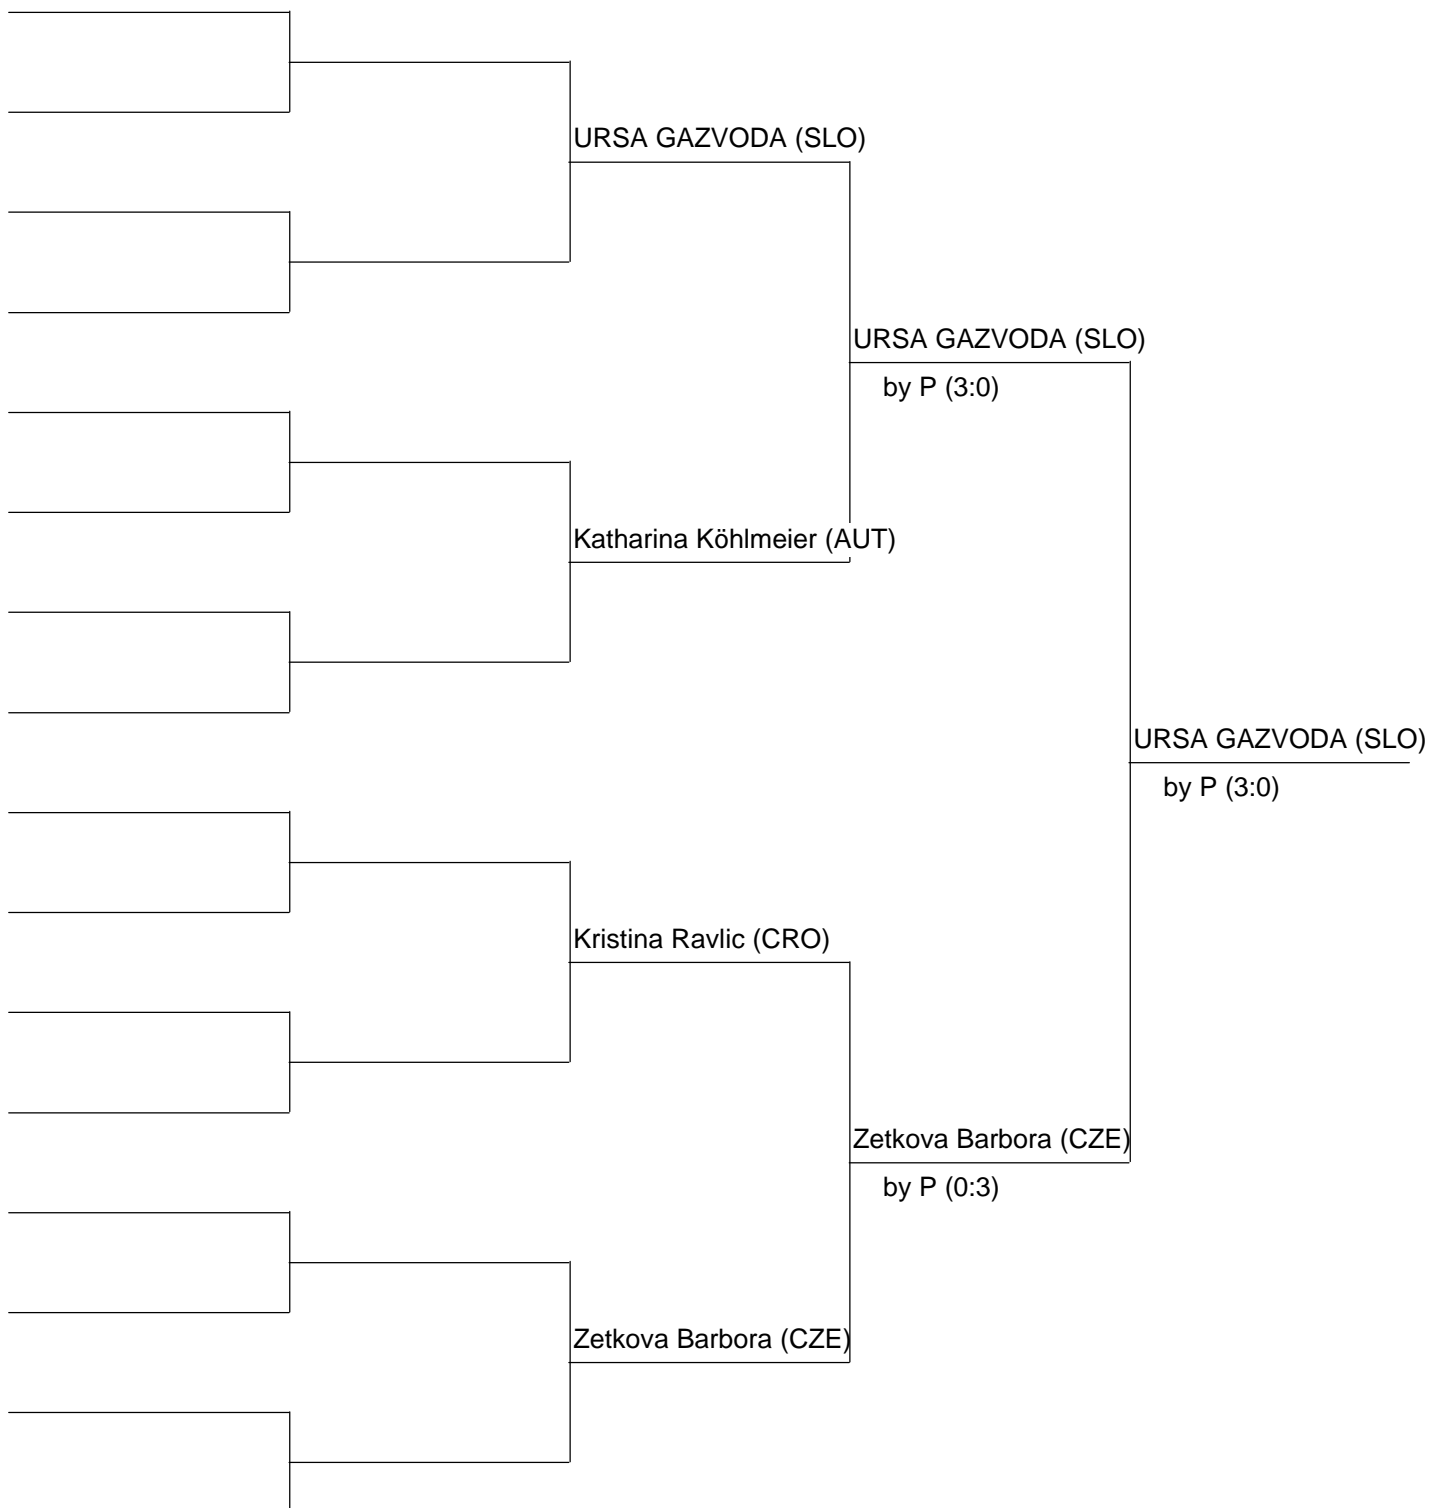 URSA GAZVODA (SLO)
URSA GAZVODA (SLO)
by P (3:0)
Katharina Köhlmeier (AUT)
URSA GAZVODA (SLO)
by P (3:0)
Kristina Ravlic (CRO)
Zetkova Barbora (CZE)
by P (0:3)
Zetkova Barbora (CZE)